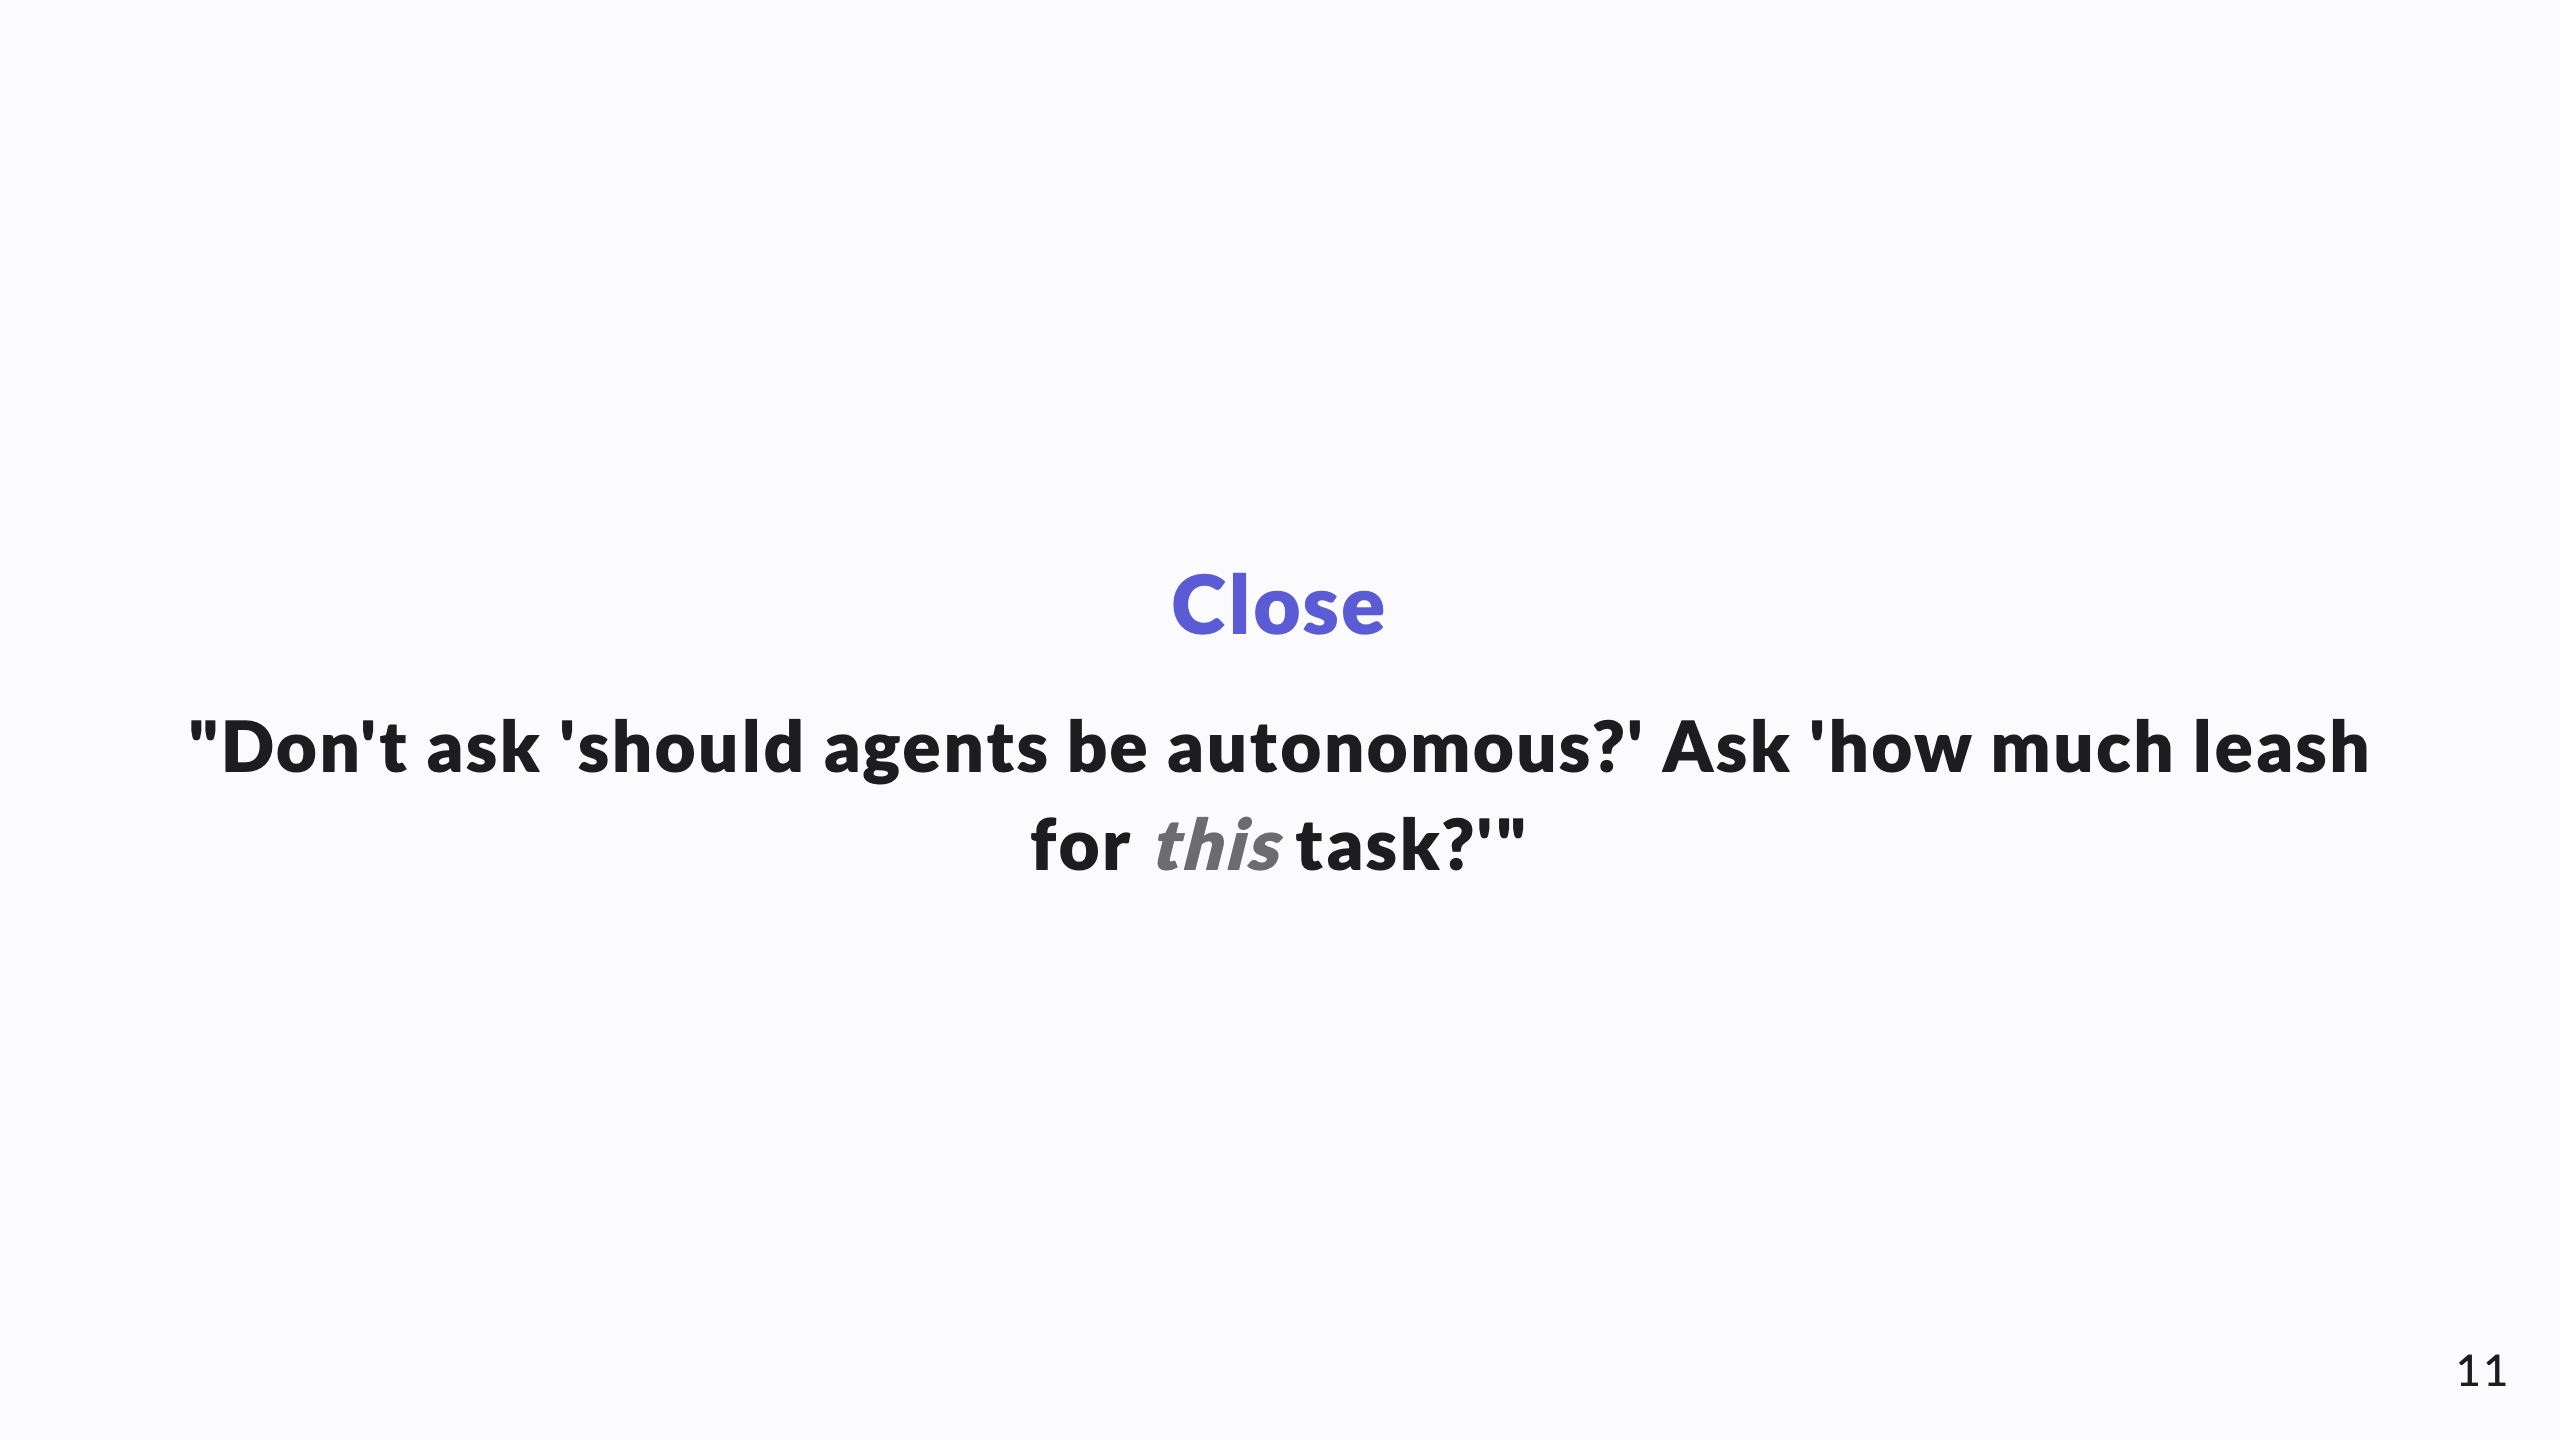 Close
"Don't ask 'should agents be autonomous?' Ask 'how much leash
for this task?'"
11